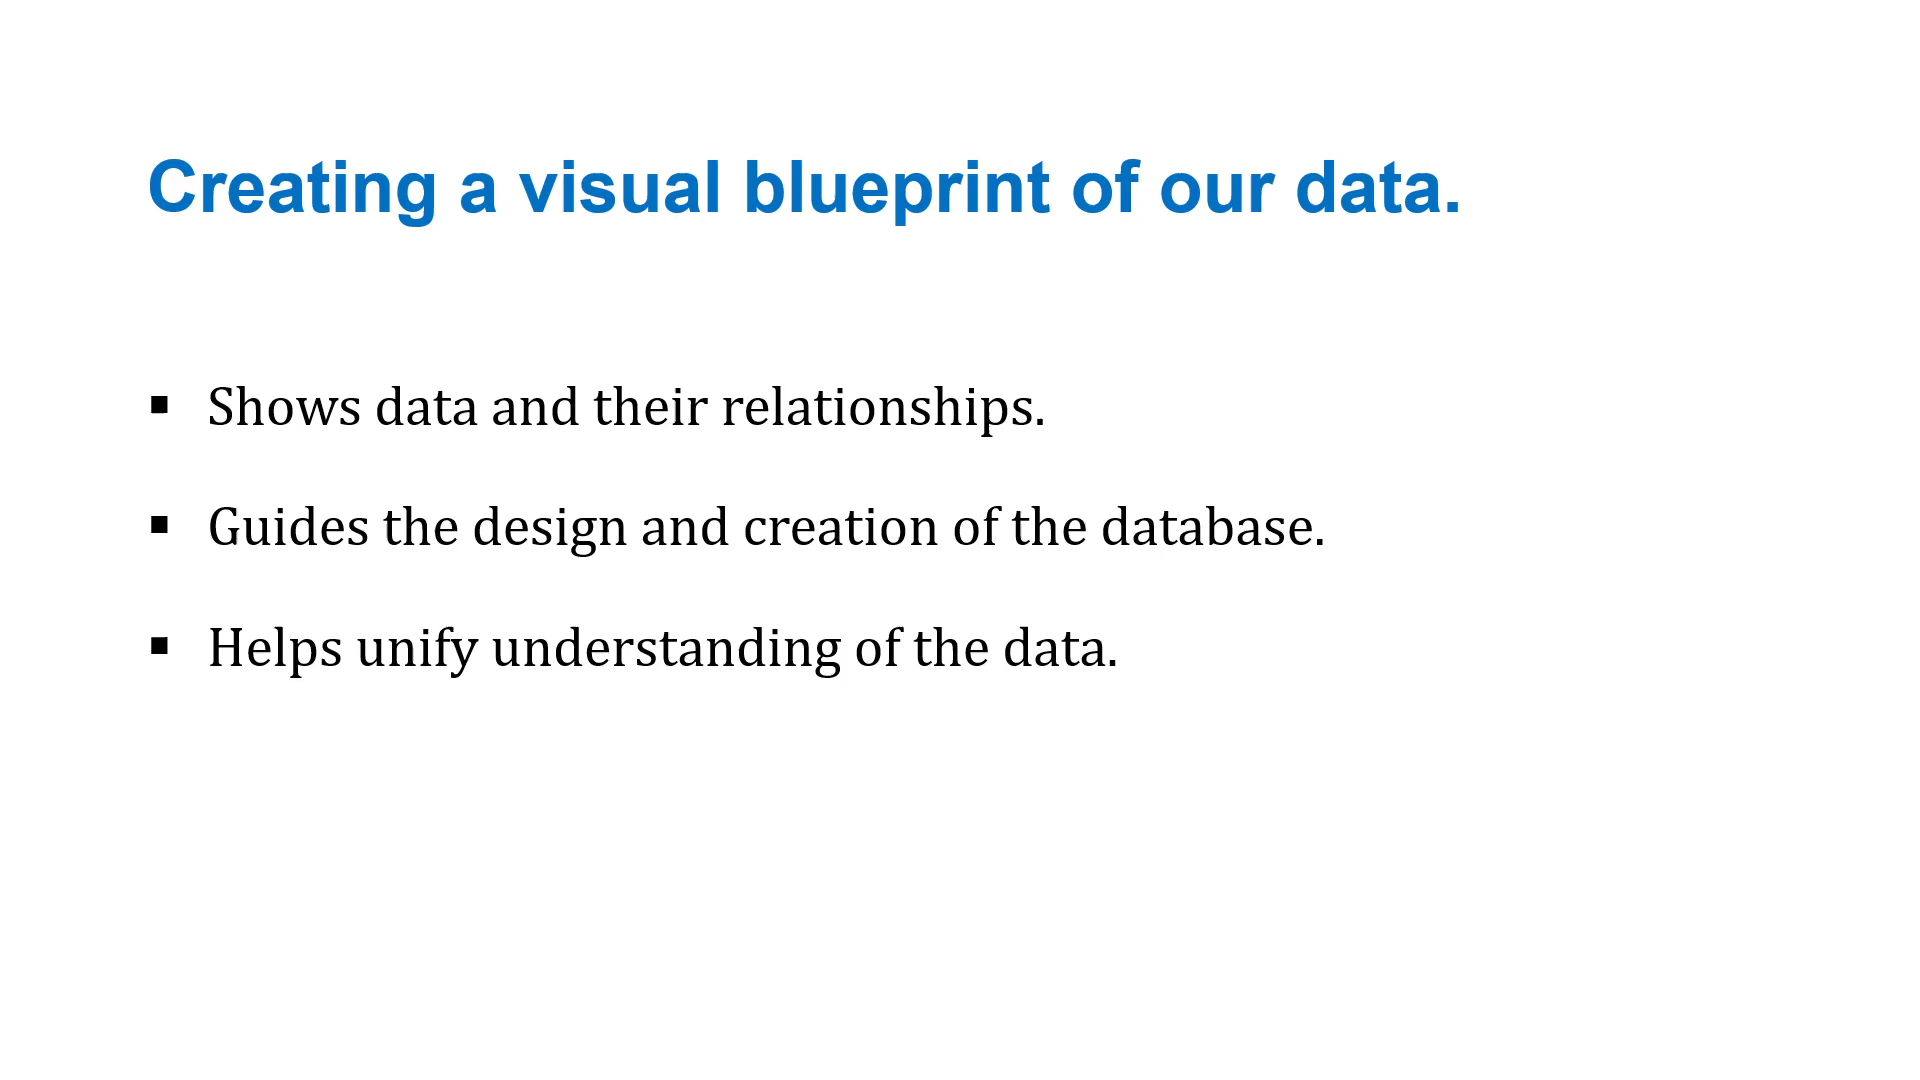 Creating a visual blueprint of our data.
▪ Shows data and their relationships.
▪ Guides the design and creation of the database.
▪ Helps unify understanding of the data.